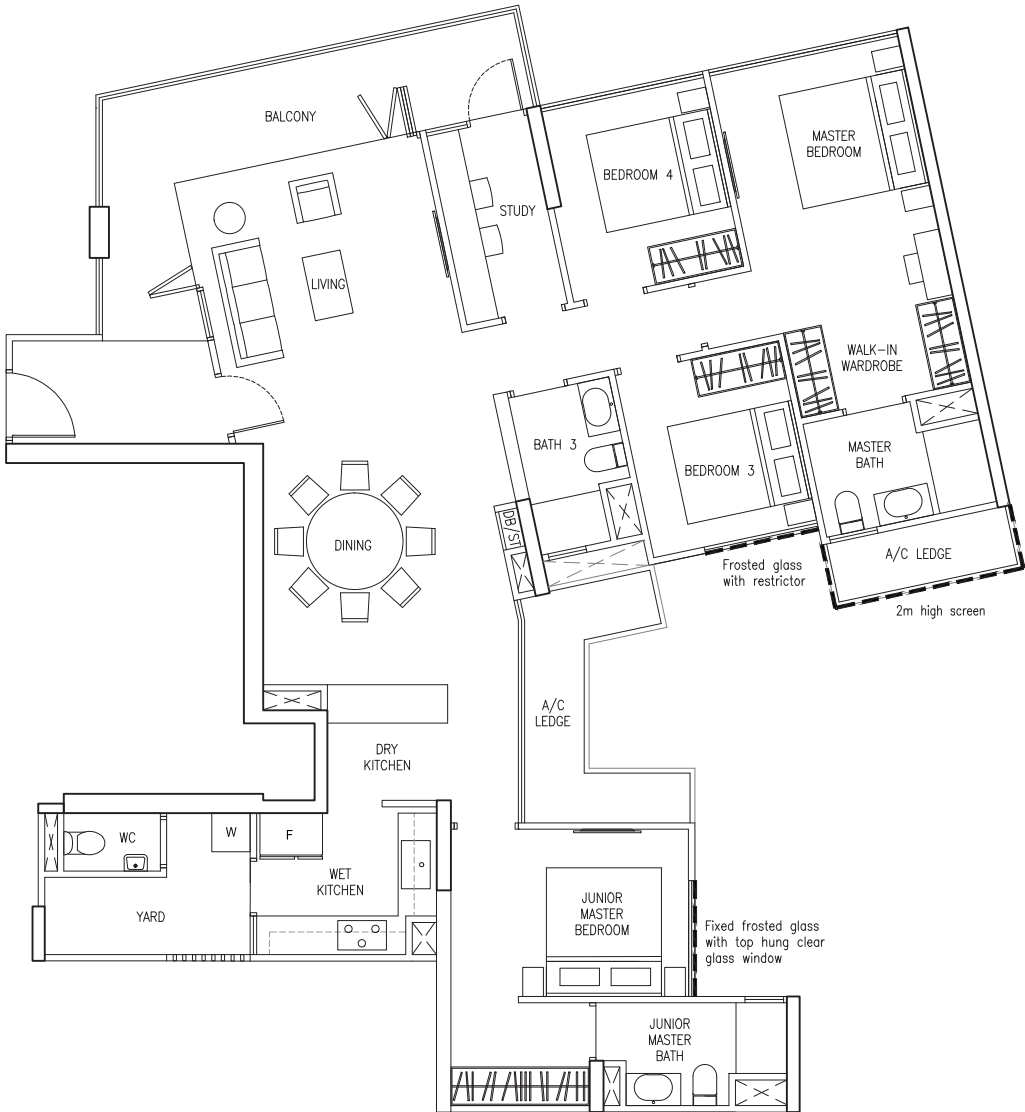 BALCONY
MASTER
BEDROOM
BEDROOM 4
STUDY
LIVING
WALK-IN
WARDROBE
BATH 3
BEDROOM 3
MASTER
BATH
DB/ST
DINING
A/C LEDGE
Frosted glass
with restrictor
2m high screen
A/C
LEDGE
DRY
KITCHEN
WC
W
F
WET
KITCHEN
YARD
JUNIOR
MASTER
BEDROOM
Fixed frosted glass
with top hung clear
glass window
JUNIOR
MASTER
BATH